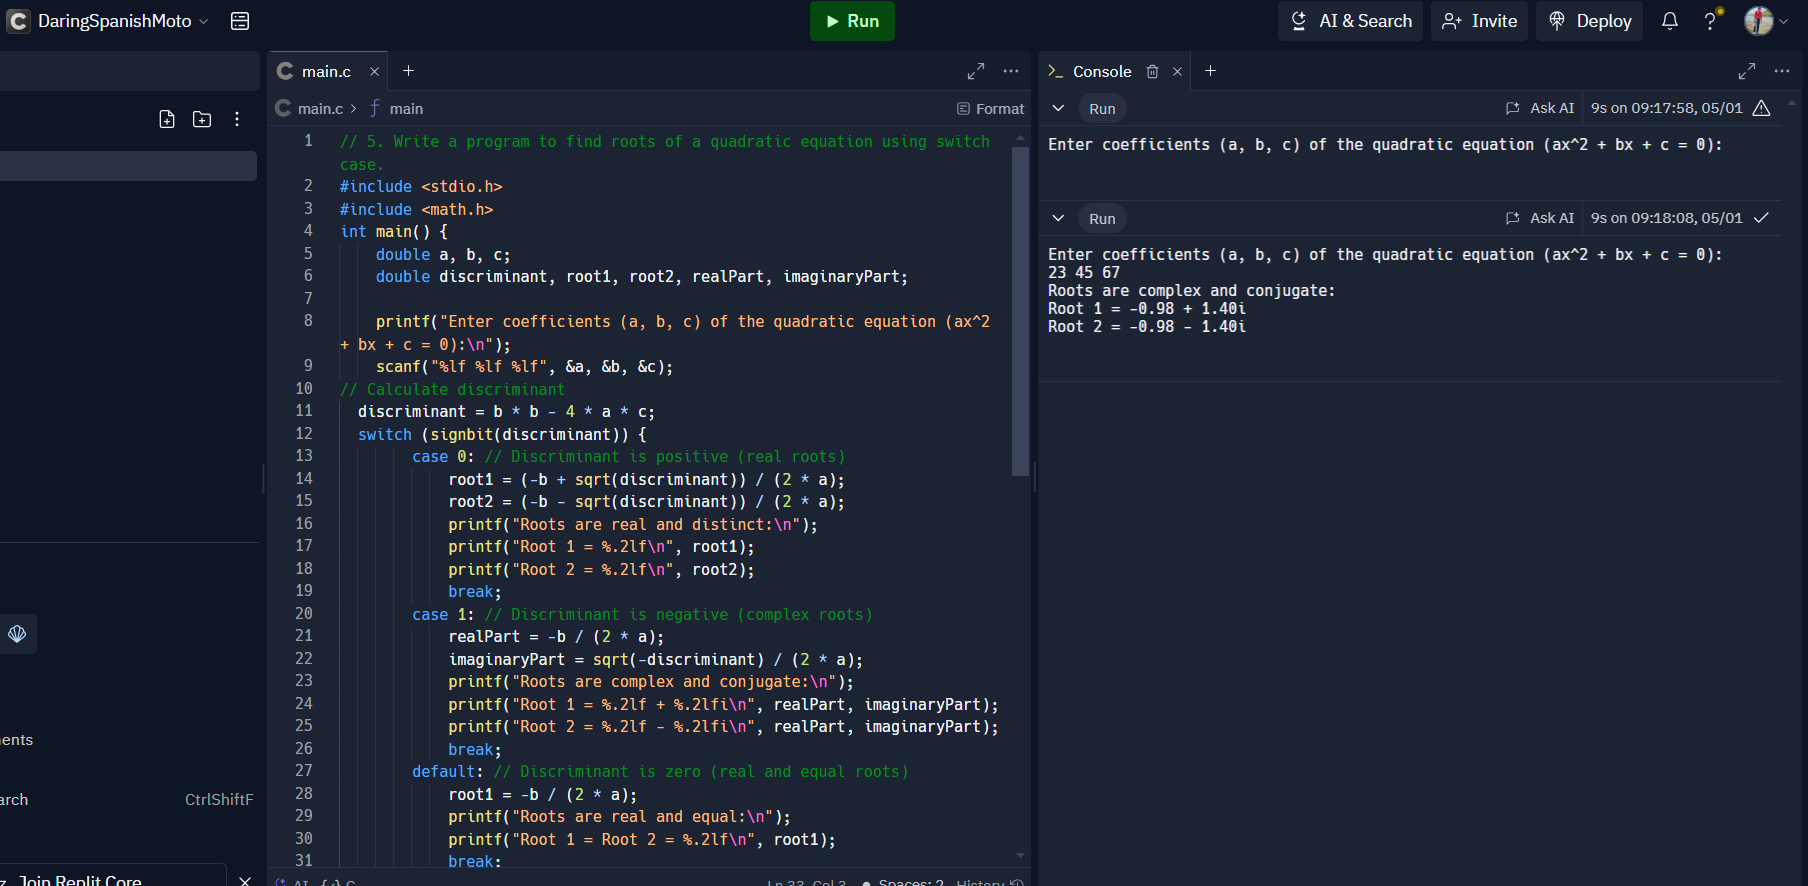 DaringSpanishMoto
Run
AI & Search
Invite
Deploy
main.c
main.c > main
Format
1 // 5. Write a program to find roots of a quadratic equation using switch
case.
2 #include <stdio.h>
3 #include <math.h>
4 int main() {
5 double a, b, c;
6 double discriminant, root1, root2, realPart, imaginaryPart;
7
8 printf("Enter coefficients (a, b, c) of the quadratic equation (ax^2
+ bx + c = 0):\n");
9 scanf("%lf %lf %lf", &a, &b, &c);
10 // Calculate discriminant
11 discriminant = b * b - 4 * a * c;
12 switch (signbit(discriminant)) {
13 case 0: // Discriminant is positive (real roots)
14 root1 = (-b + sqrt(discriminant)) / (2 * a);
15 root2 = (-b - sqrt(discriminant)) / (2 * a);
16 printf("Roots are real and distinct:\n");
17 printf("Root 1 = %.2lf\n", root1);
18 printf("Root 2 = %.2lf\n", root2);
19 break;
20 case 1: // Discriminant is negative (complex roots)
21 realPart = -b / (2 * a);
22 imaginaryPart = sqrt(-discriminant) / (2 * a);
23 printf("Roots are complex and conjugate:\n");
24 printf("Root 1 = %.2lf + %.2lfi\n", realPart, imaginaryPart);
25 printf("Root 2 = %.2lf - %.2lfi\n", realPart, imaginaryPart);
26 break;
27 default: // Discriminant is zero (real and equal roots)
28 root1 = -b / (2 * a);
29 printf("Roots are real and equal:\n");
30 printf("Root 1 = Root 2 = %.2lf\n", root1);
31 break;
AI {} C
Ln 33, Col 3 Spaces: 2 History
Console
Run Ask AI 9s on 09:17:58, 05/01
Enter coefficients (a, b, c) of the quadratic equation (ax^2 + bx + c = 0):
Run Ask AI 9s on 09:18:08, 05/01
Enter coefficients (a, b, c) of the quadratic equation (ax^2 + bx + c = 0):
23 45 67
Roots are complex and conjugate:
Root 1 = -0.98 + 1.40i
Root 2 = -0.98 - 1.40i
ents
arch CtrlShiftF
Join Replit Core